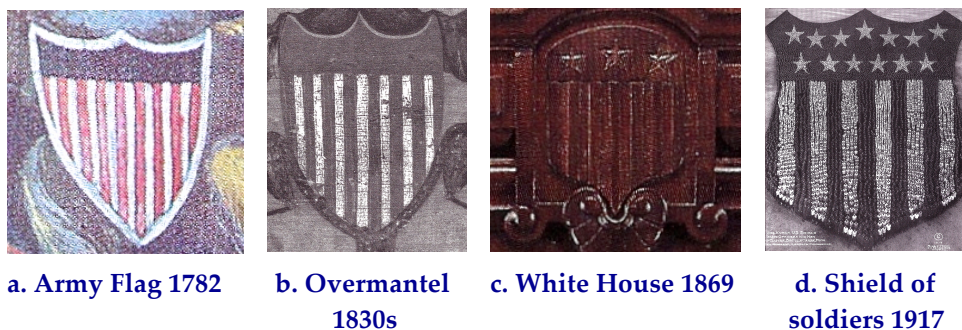 a. Army Flag 1782
b. Overmantel
1830s
c. White House 1869
d. Shield of
soldiers 1917